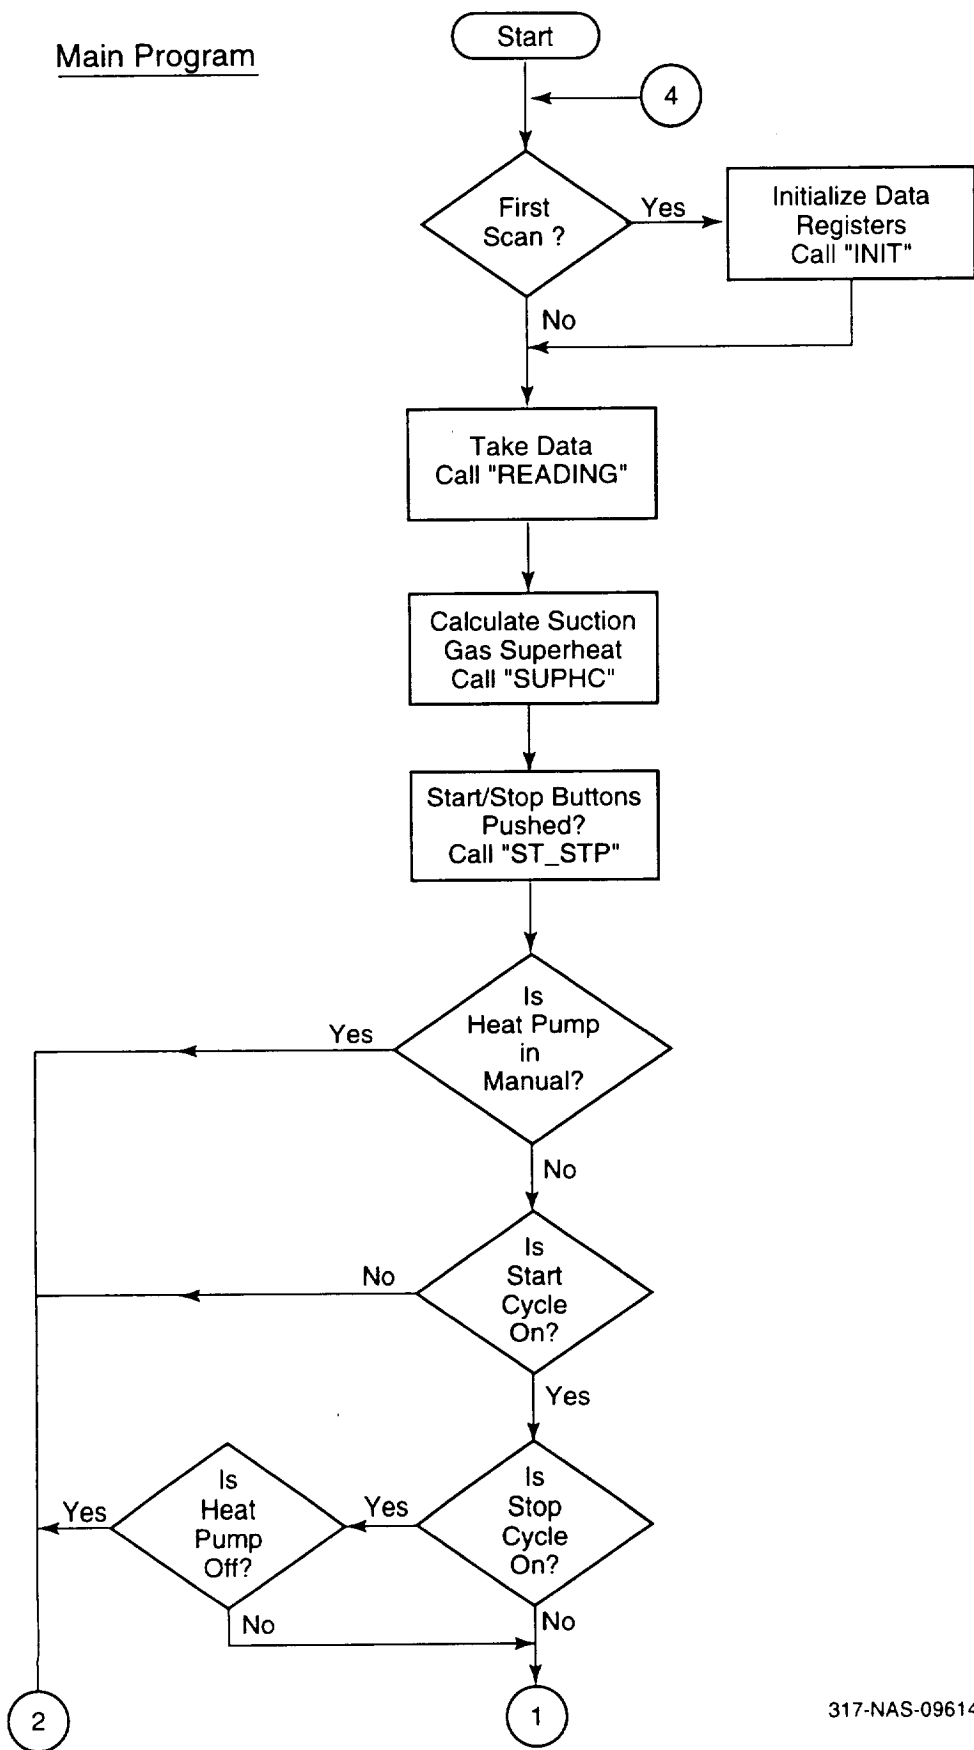 Main Program
Start
4
First
Scan ?
Yes
Initialize Data
Registers
Call "INIT"
No
Take Data
Call "READING"
Calculate Suction
Gas Superheat
Call "SUPHC"
Start/Stop Buttons
Pushed?
Call "ST_STP"
Is
Heat Pump
in
Manual?
Yes
No
Is
Start
Cycle
On?
No
Yes
Is
Stop
Cycle
On?
Yes
Is
Heat
Pump
Off?
Yes
No
No
2
1
317-NAS-09614